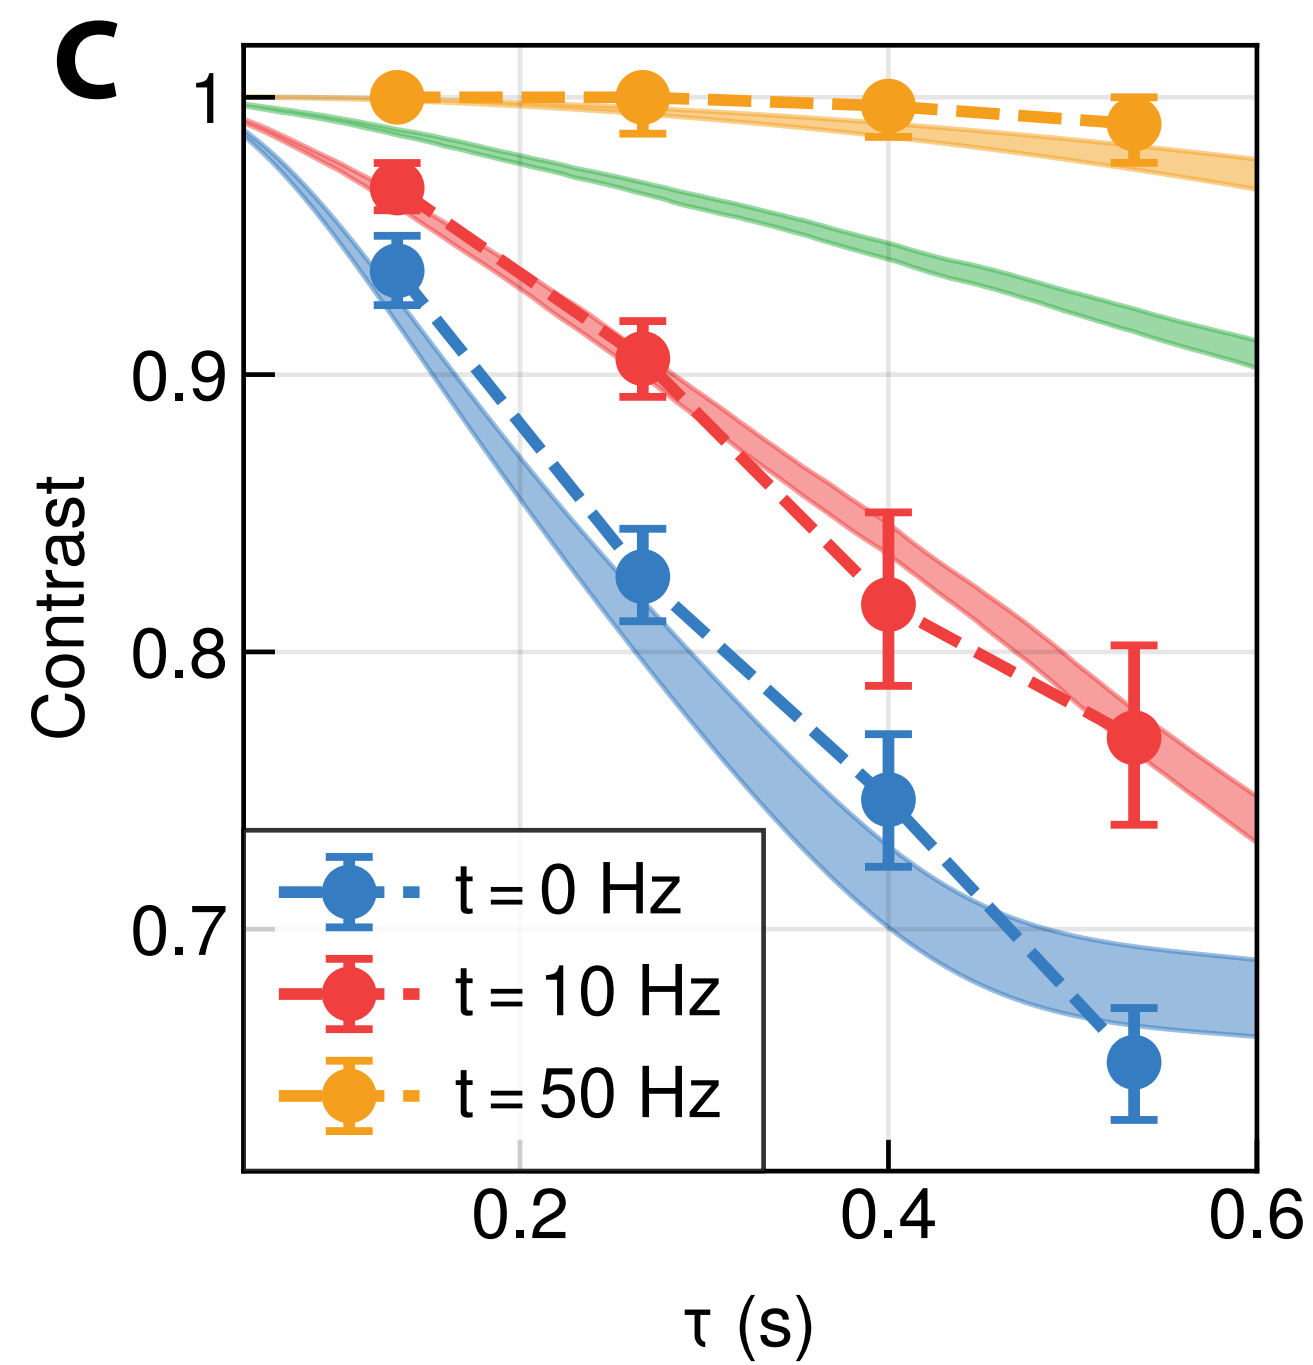 C
1
0.9
0.8
0.7
Contrast
t = 0 Hz
t = 10 Hz
t = 50 Hz
0.2 0.4 0.6
τ (s)